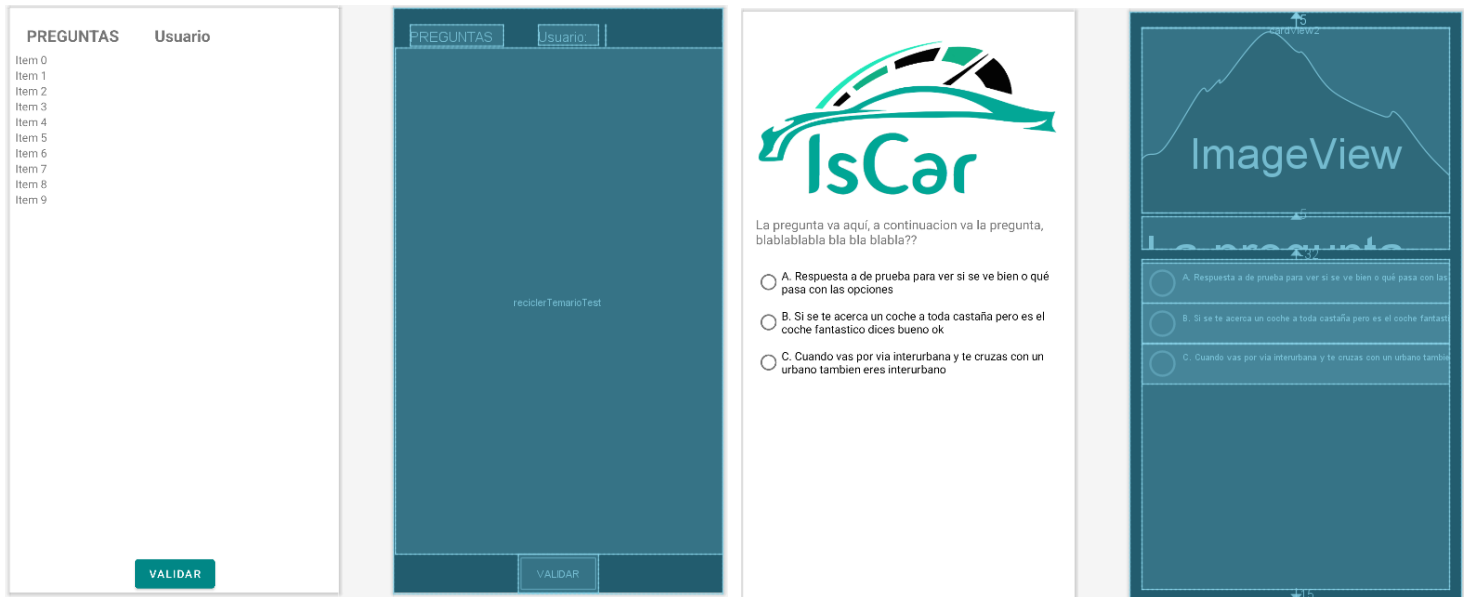 PREGUNTAS Usuario
Item 0
Item 1
Item 2
Item 3
Item 4
Item 5
Item 6
Item 7
Item 8
Item 9
VALIDAR
PREGUNTAS Usuario:
reciclerTemarioTest
VALIDAR
IsCar
La pregunta va aquí, a continuacion va la pregunta,
blablablabla bla bla blabla??
A. Respuesta a de prueba para ver si se ve bien o qué
pasa con las opciones
B. Si se te acerca un coche a toda castaña pero es el
coche fantastico dices bueno ok
C. Cuando vas por via interurbana y te cruzas con un
urbano tambien eres interurbano
5
cardView2
ImageView
5
La pregunta
32
A. Respuesta a de prueba para ver si se ve bien o qué pasa con las
B. Si se te acerca un coche a toda castaña pero es el coche fantast
C. Cuando vas por via interurbana y te cruzas con un urbano tambie
15